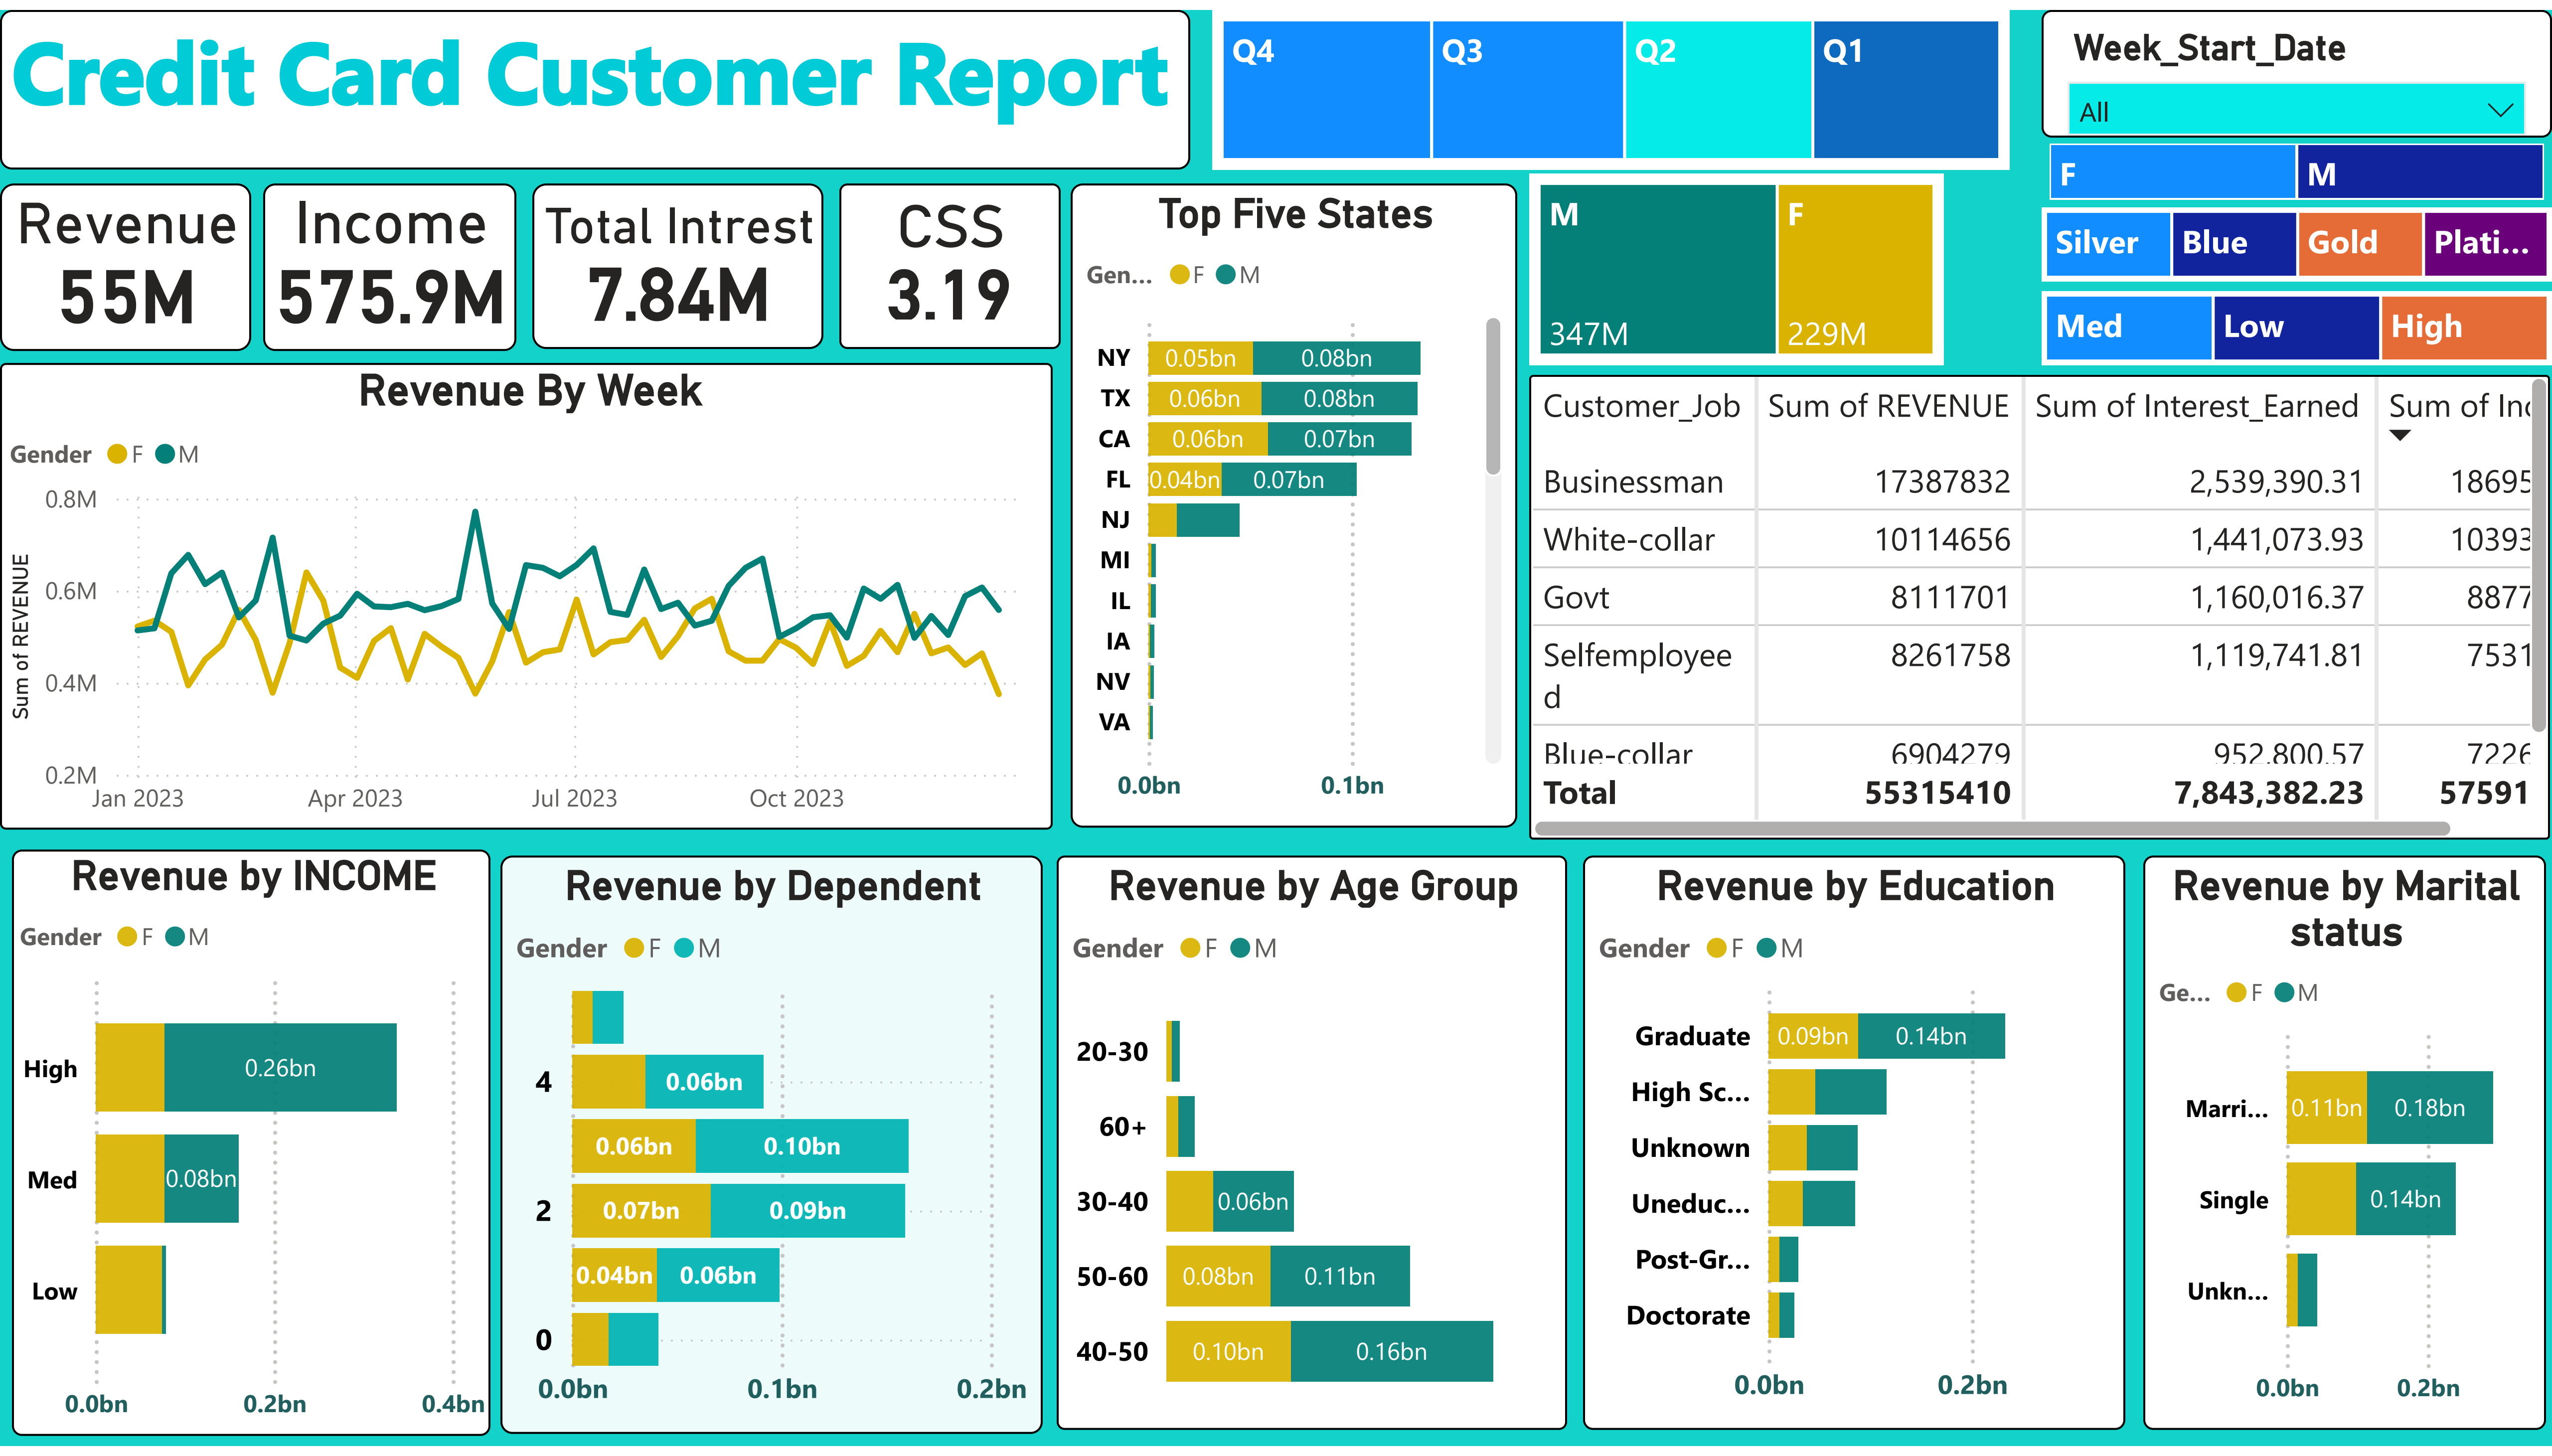 Credit Card Customer Report
Q4
Q3
Q2
Q1
Week_Start_Date
All
F
M
Silver
Blue
Gold
Plati...
Med
Low
High
Revenue
55M
Income
575.9M
Total Intrest
7.84M
CSS
3.19
Top Five States
Gen... F M
NY 0.05bn 0.08bn
TX 0.06bn 0.08bn
CA 0.06bn 0.07bn
FL 0.04bn 0.07bn
NJ
MI
IL
IA
NV
VA
0.0bn 0.1bn
M
347M
F
229M
Revenue By Week
Gender F M
Sum of REVENUE
0.8M
0.6M
0.4M
0.2M
Jan 2023 Apr 2023 Jul 2023 Oct 2023
Customer_Job Sum of REVENUE Sum of Interest_Earned Sum of Inc
Businessman 17387832 2,539,390.31 18695
White-collar 10114656 1,441,073.93 10393
Govt 8111701 1,160,016.37 8877
Selfemployee 8261758 1,119,741.81 7531
d
Blue-collar 6904279 952,800.57 7226
Total 55315410 7,843,382.23 57591
Revenue by INCOME
Gender F M
High 0.26bn
Med 0.08bn
Low
0.0bn 0.2bn 0.4bn
Revenue by Dependent
Gender F M
4 0.06bn
0.06bn 0.10bn
2 0.07bn 0.09bn
0.04bn 0.06bn
0
0.0bn 0.1bn 0.2bn
Revenue by Age Group
Gender F M
20-30
60+
30-40 0.06bn
50-60 0.08bn 0.11bn
40-50 0.10bn 0.16bn
Revenue by Education
Gender F M
Graduate 0.09bn 0.14bn
High Sc...
Unknown
Uneduc...
Post-Gr...
Doctorate
0.0bn 0.2bn
Revenue by Marital
status
Ge... F M
Marri... 0.11bn 0.18bn
Single 0.14bn
Unkn...
0.0bn 0.2bn